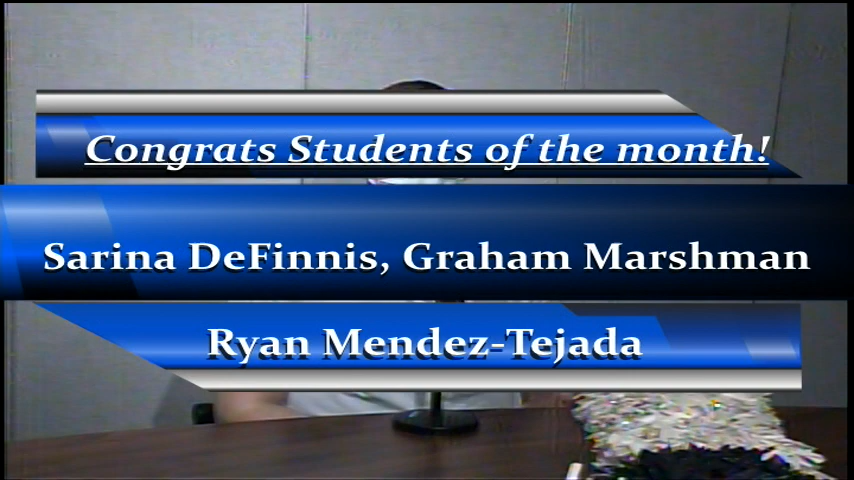 Congrats Students of the month!
Sarina DeFinnis, Graham Marshman
Ryan Mendez-Tejada